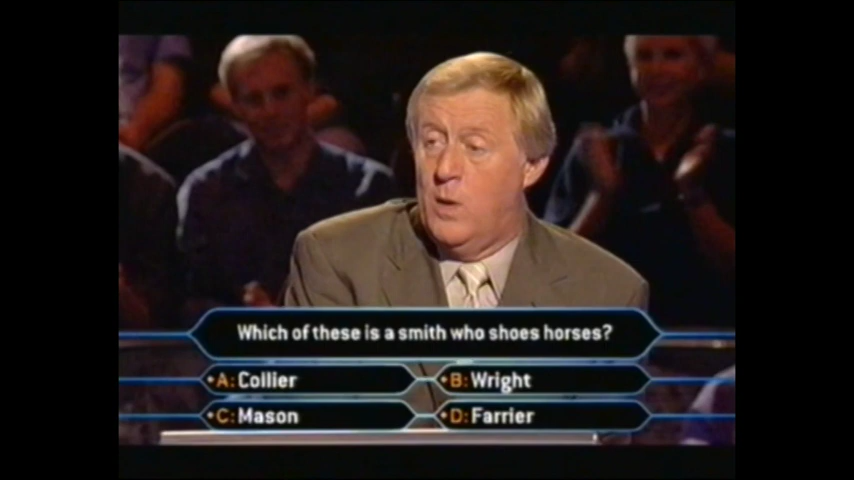 Which of these is a smith who shoes horses?
A: Collier
B: Wright
C: Mason
D: Farrier